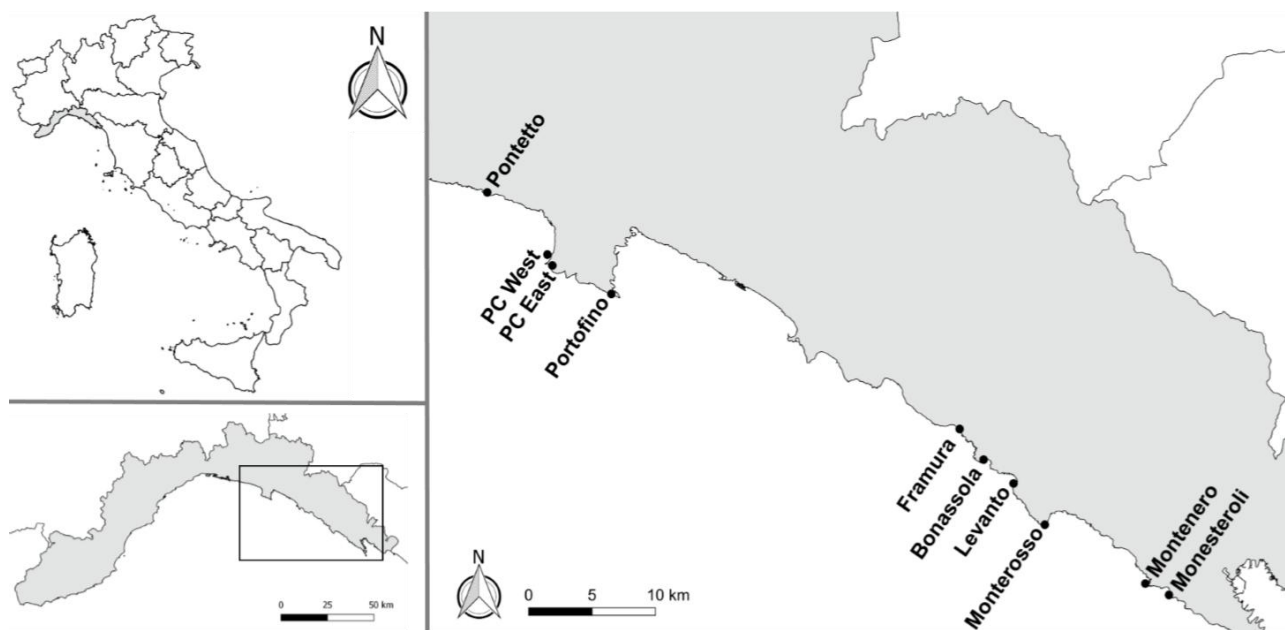 N
0 25 50 km
Pontetto
PC West
PC East
Portofino
Framura
Bonassola
Levanto
Monterosso
Montenero
Monesteroli
N
0 5 10 km